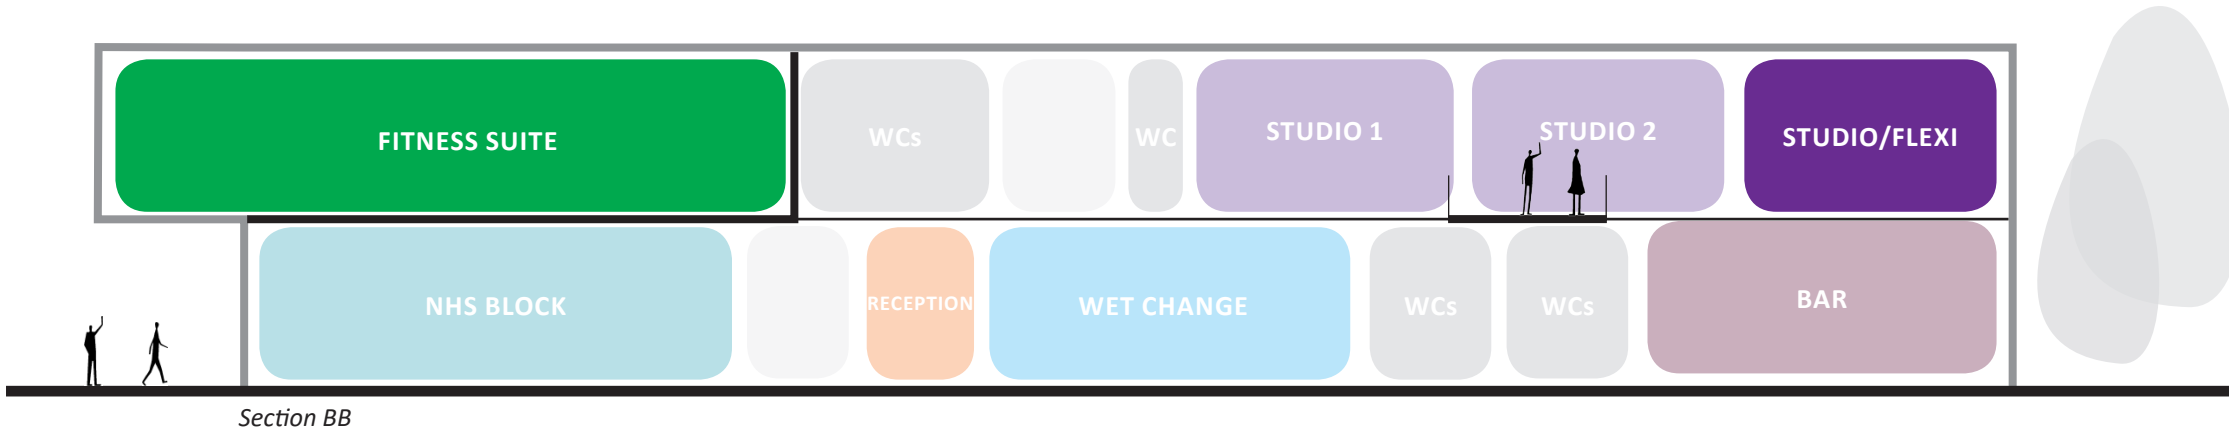 FITNESS SUITE
WCs
WC
STUDIO 1
STUDIO 2
STUDIO/FLEXI
NHS BLOCK
RECEPTION
WET CHANGE
WCs
WCs
BAR
Section BB